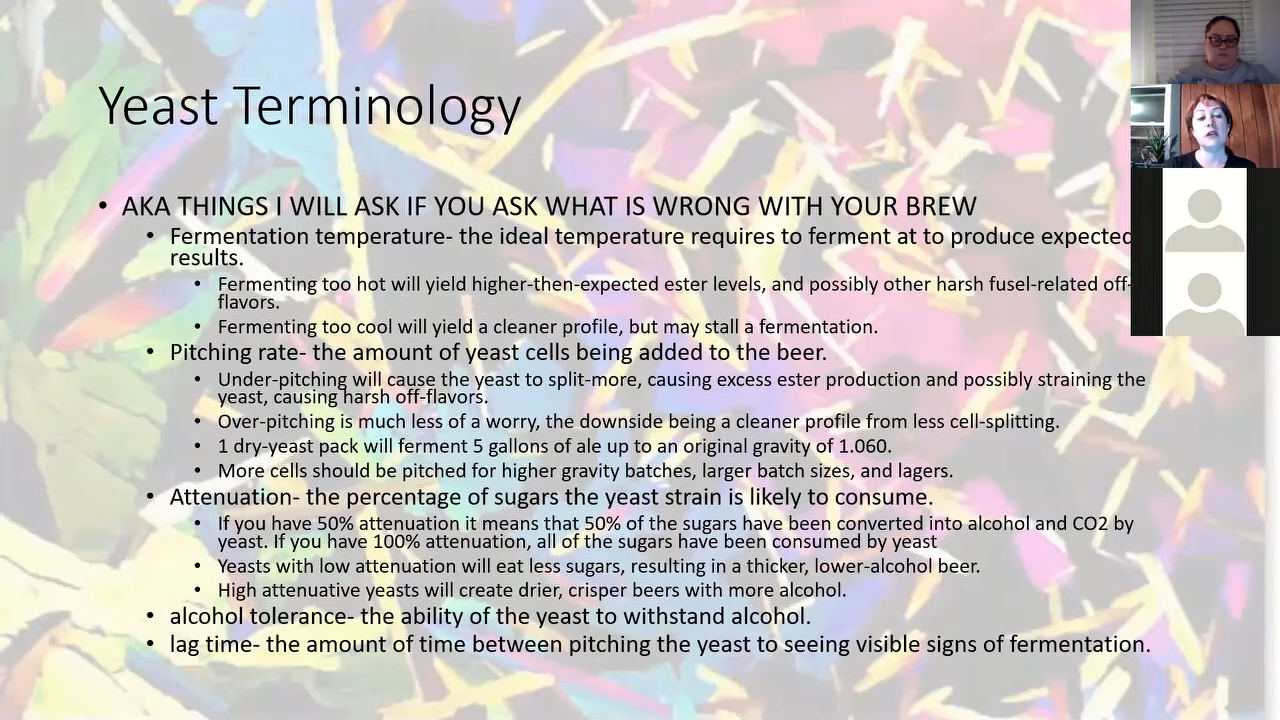 Yeast Terminology
• AKA THINGS I WILL ASK IF YOU ASK WHAT IS WRONG WITH YOUR BREW
• Fermentation temperature- the ideal temperature requires to ferment at to produce expected
results.
• Fermenting too hot will yield higher-then-expected ester levels, and possibly other harsh fusel-related off-
flavors.
• Fermenting too cool will yield a cleaner profile, but may stall a fermentation.
• Pitching rate- the amount of yeast cells being added to the beer.
• Under-pitching will cause the yeast to split-more, causing excess ester production and possibly straining the
yeast, causing harsh off-flavors.
• Over-pitching is much less of a worry, the downside being a cleaner profile from less cell-splitting.
• 1 dry-yeast pack will ferment 5 gallons of ale up to an original gravity of 1.060.
• More cells should be pitched for higher gravity batches, larger batch sizes, and lagers.
• Attenuation- the percentage of sugars the yeast strain is likely to consume.
• If you have 50% attenuation it means that 50% of the sugars have been converted into alcohol and CO2 by
yeast. If you have 100% attenuation, all of the sugars have been consumed by yeast
• Yeasts with low attenuation will eat less sugars, resulting in a thicker, lower-alcohol beer.
• High attenuative yeasts will create drier, crisper beers with more alcohol.
• alcohol tolerance- the ability of the yeast to withstand alcohol.
• lag time- the amount of time between pitching the yeast to seeing visible signs of fermentation.